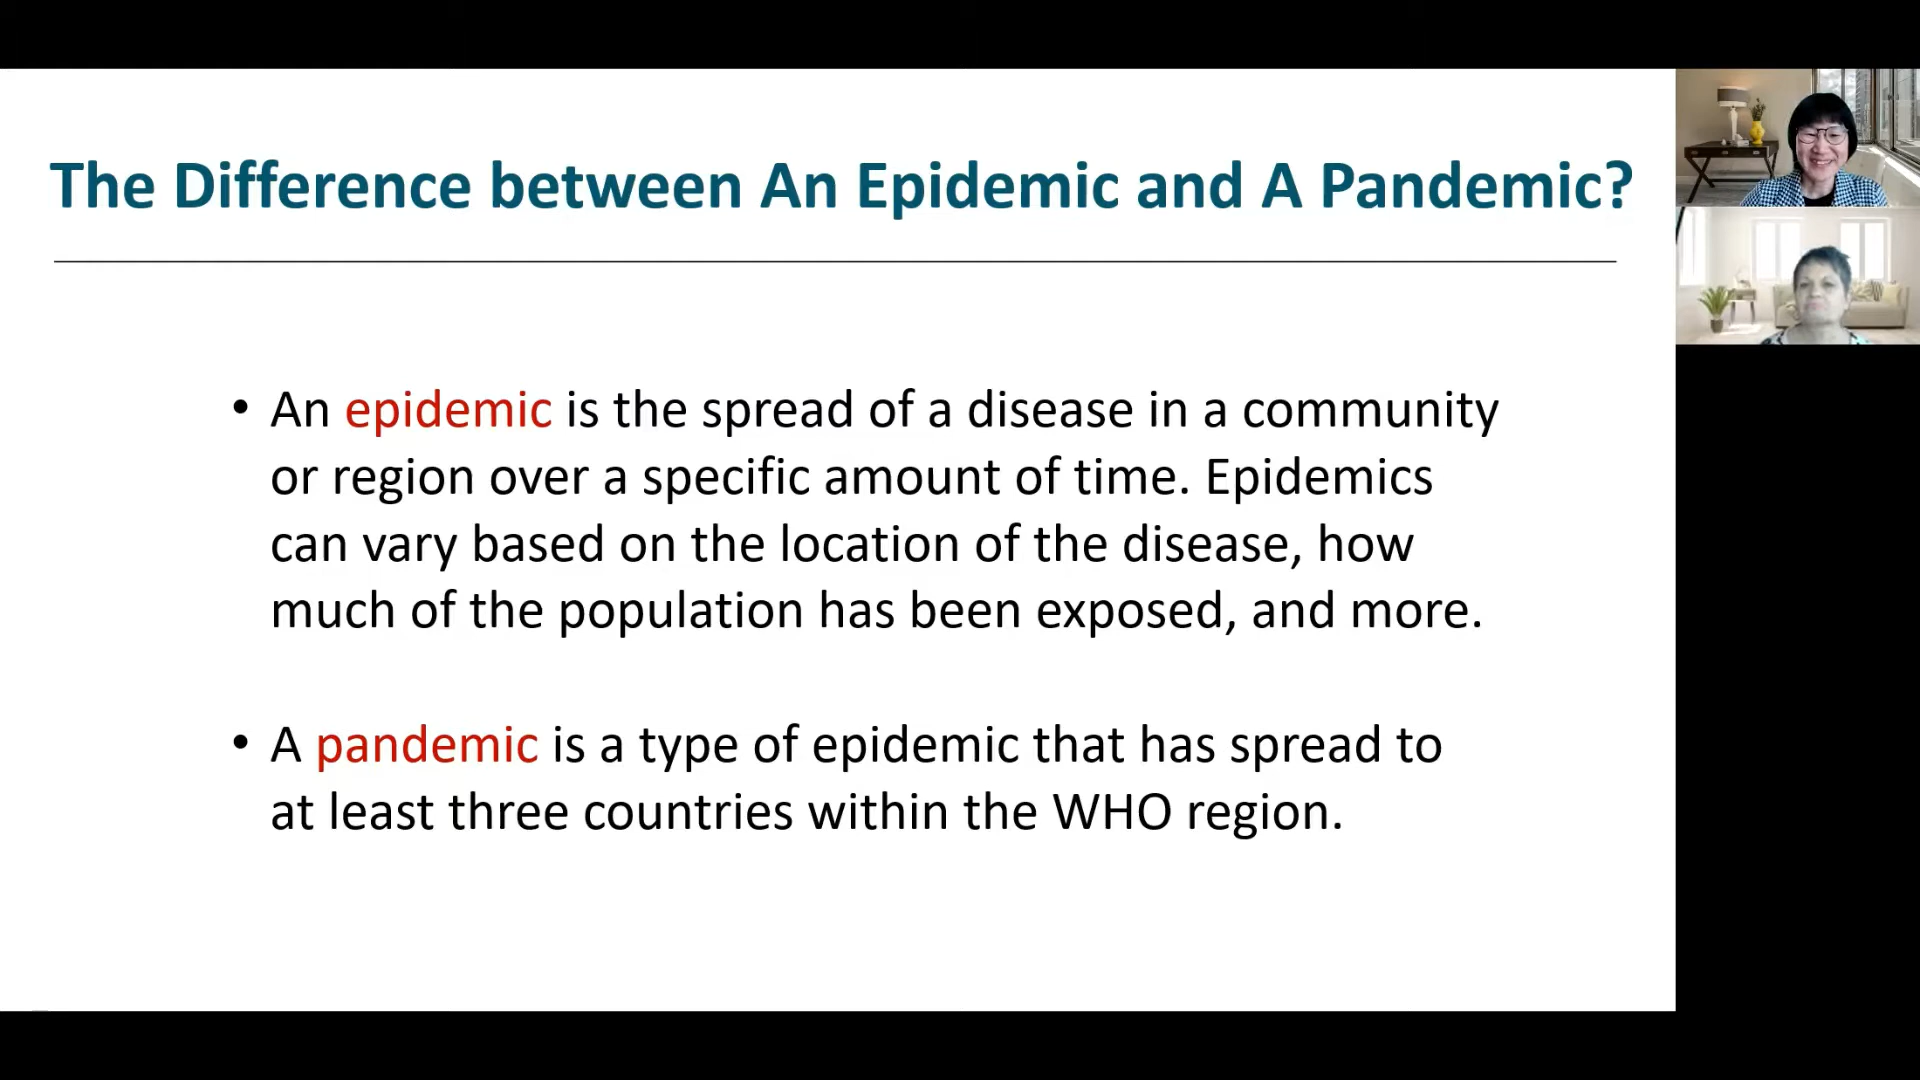 The Difference between An Epidemic and A Pandemic?
• An epidemic is the spread of a disease in a community
or region over a specific amount of time. Epidemics
can vary based on the location of the disease, how
much of the population has been exposed, and more.
• A pandemic is a type of epidemic that has spread to
at least three countries within the WHO region.